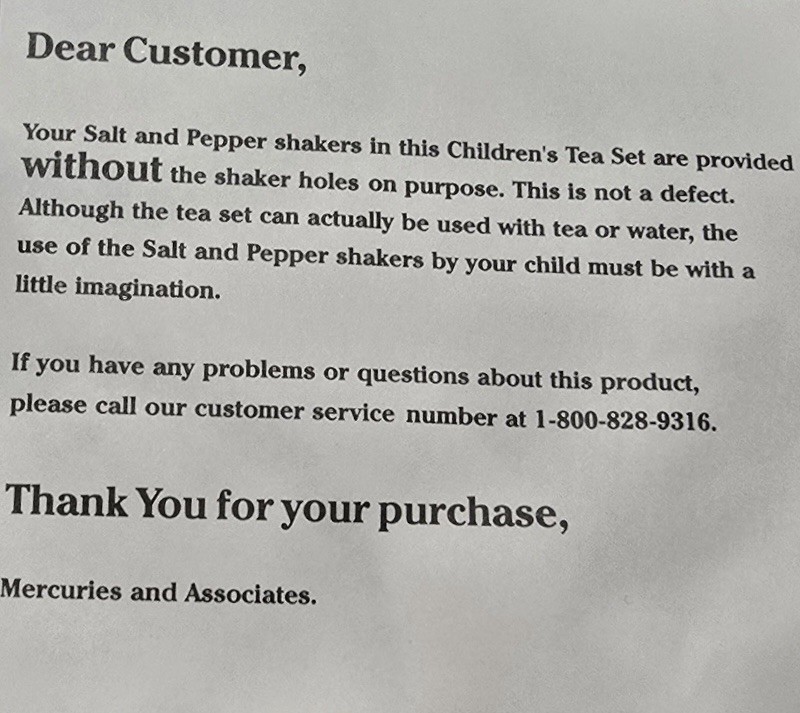 Dear Customer,
Your Salt and Pepper shakers in this Children's Tea Set are provided
without the shaker holes on purpose. This is not a defect.
Although the tea set can actually be used with tea or water, the
use of the Salt and Pepper shakers by your child must be with a
little imagination.
If you have any problems or questions about this product,
please call our customer service number at 1-800-828-9316.
Thank You for your purchase,
Mercuries and Associates.